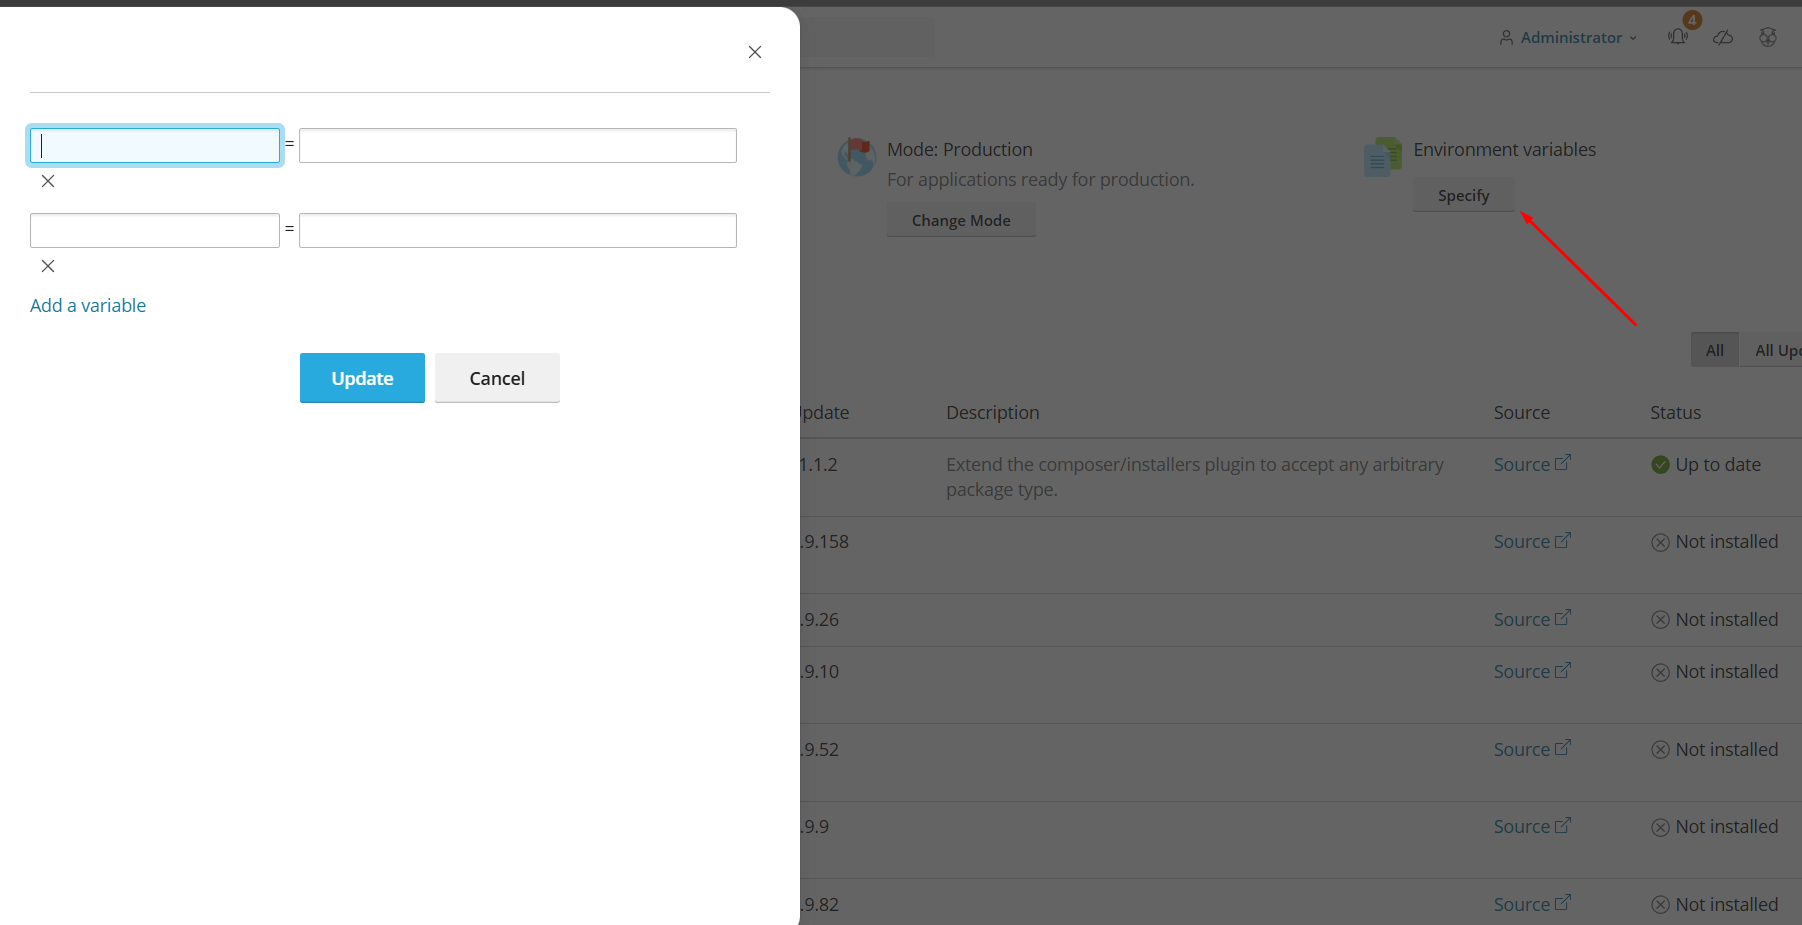 4
Administrator
=
=
Add a variable
Update
Cancel
Mode: Production
For applications ready for production.
Change Mode
Environment variables
Specify
All
All
Description
Source
Status
1.1.2
Extend the composer/installers plugin to accept any arbitrary
package type.
Source
Up to date
.9.158
Source
Not installed
.9.26
Source
Not installed
.9.10
Source
Not installed
.9.52
Source
Not installed
.9.9
Source
Not installed
.9.82
Source
Not installed